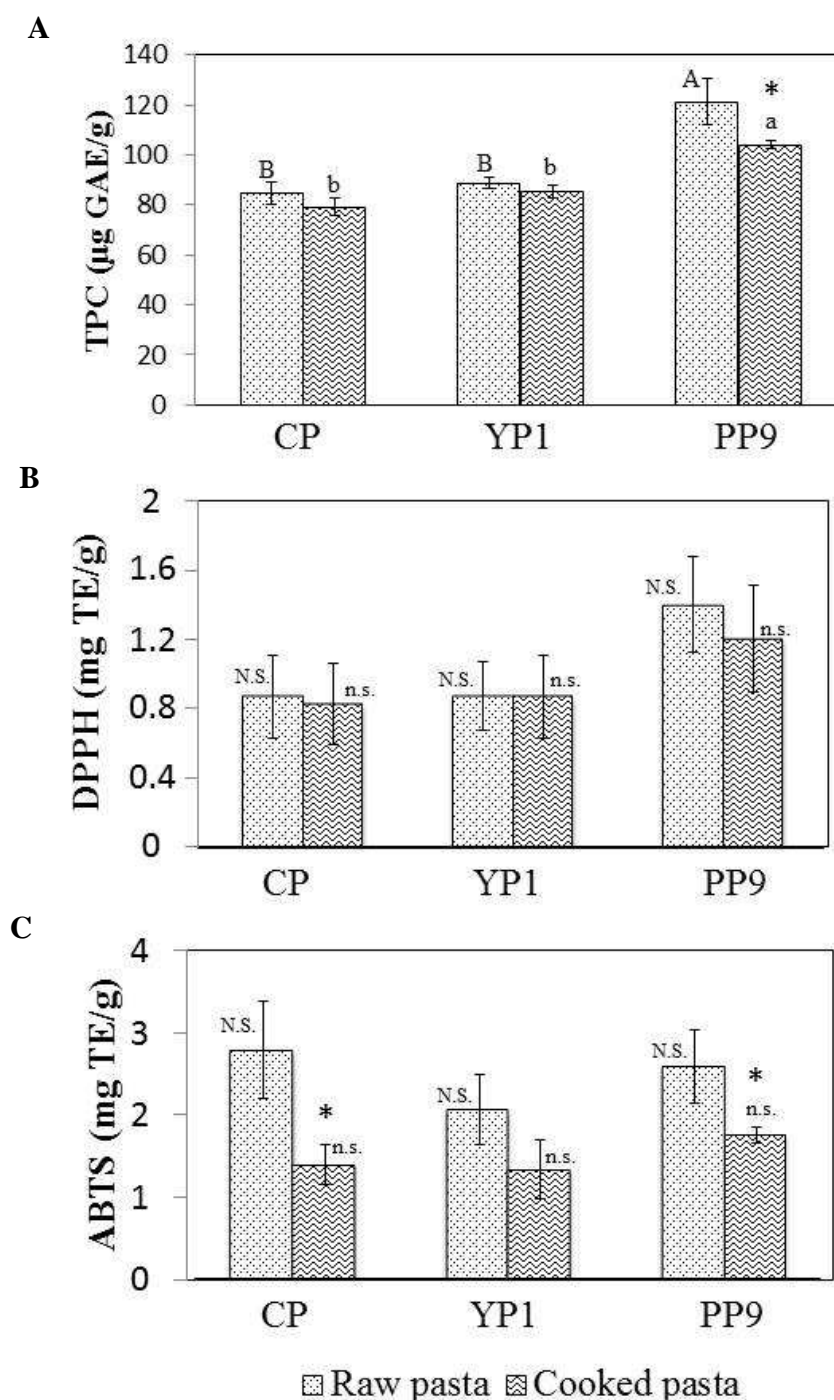 A
TPC (µg GAE/g)
140
120
100
80
60
40
20
0
B
b
B
b
A
*
a
CP YP1 PP9
B
DPPH (mg TE/g)
2
1.6
1.2
0.8
0.4
0
N.S.
n.s.
N.S.
n.s.
N.S.
n.s.
CP YP1 PP9
C
ABTS (mg TE/g)
4
3
2
1
0
N.S.
*
n.s.
N.S.
n.s.
N.S.
*
n.s.
CP YP1 PP9
Raw pasta Cooked pasta